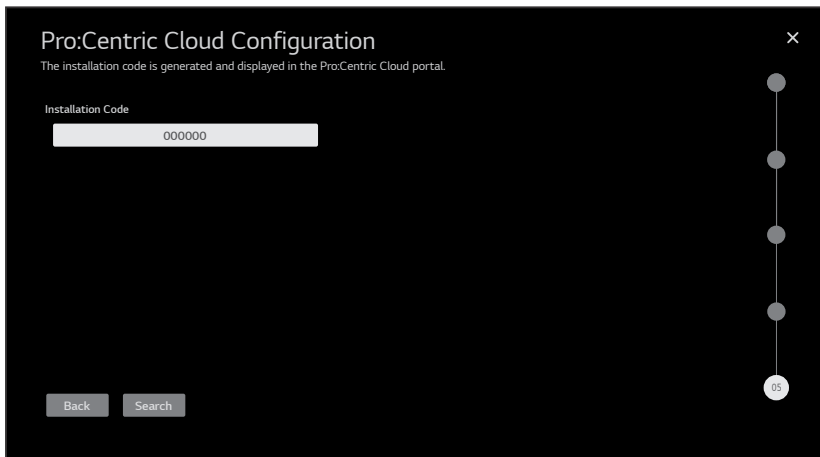 Pro:Centric Cloud Configuration
The installation code is generated and displayed in the Pro:Centric Cloud portal.
Installation Code
000000
05
Back Search